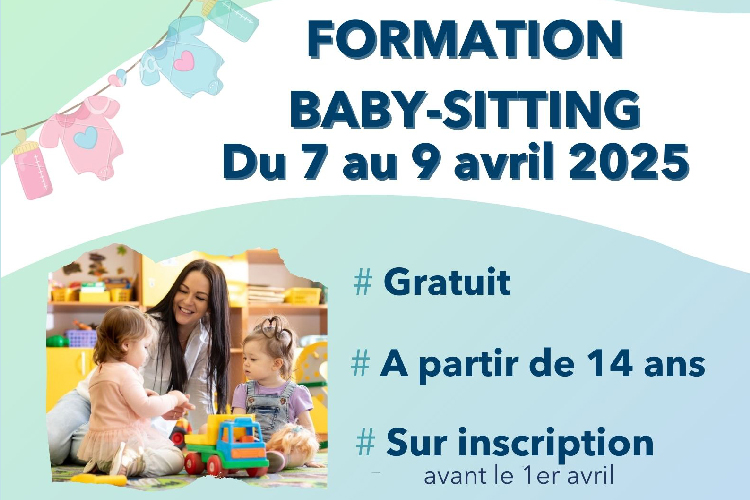 FORMATION
BABY-SITTING
Du 7 au 9 avril 2025
# Gratuit
# A partir de 14 ans
# Sur inscription
avant le 1er avril